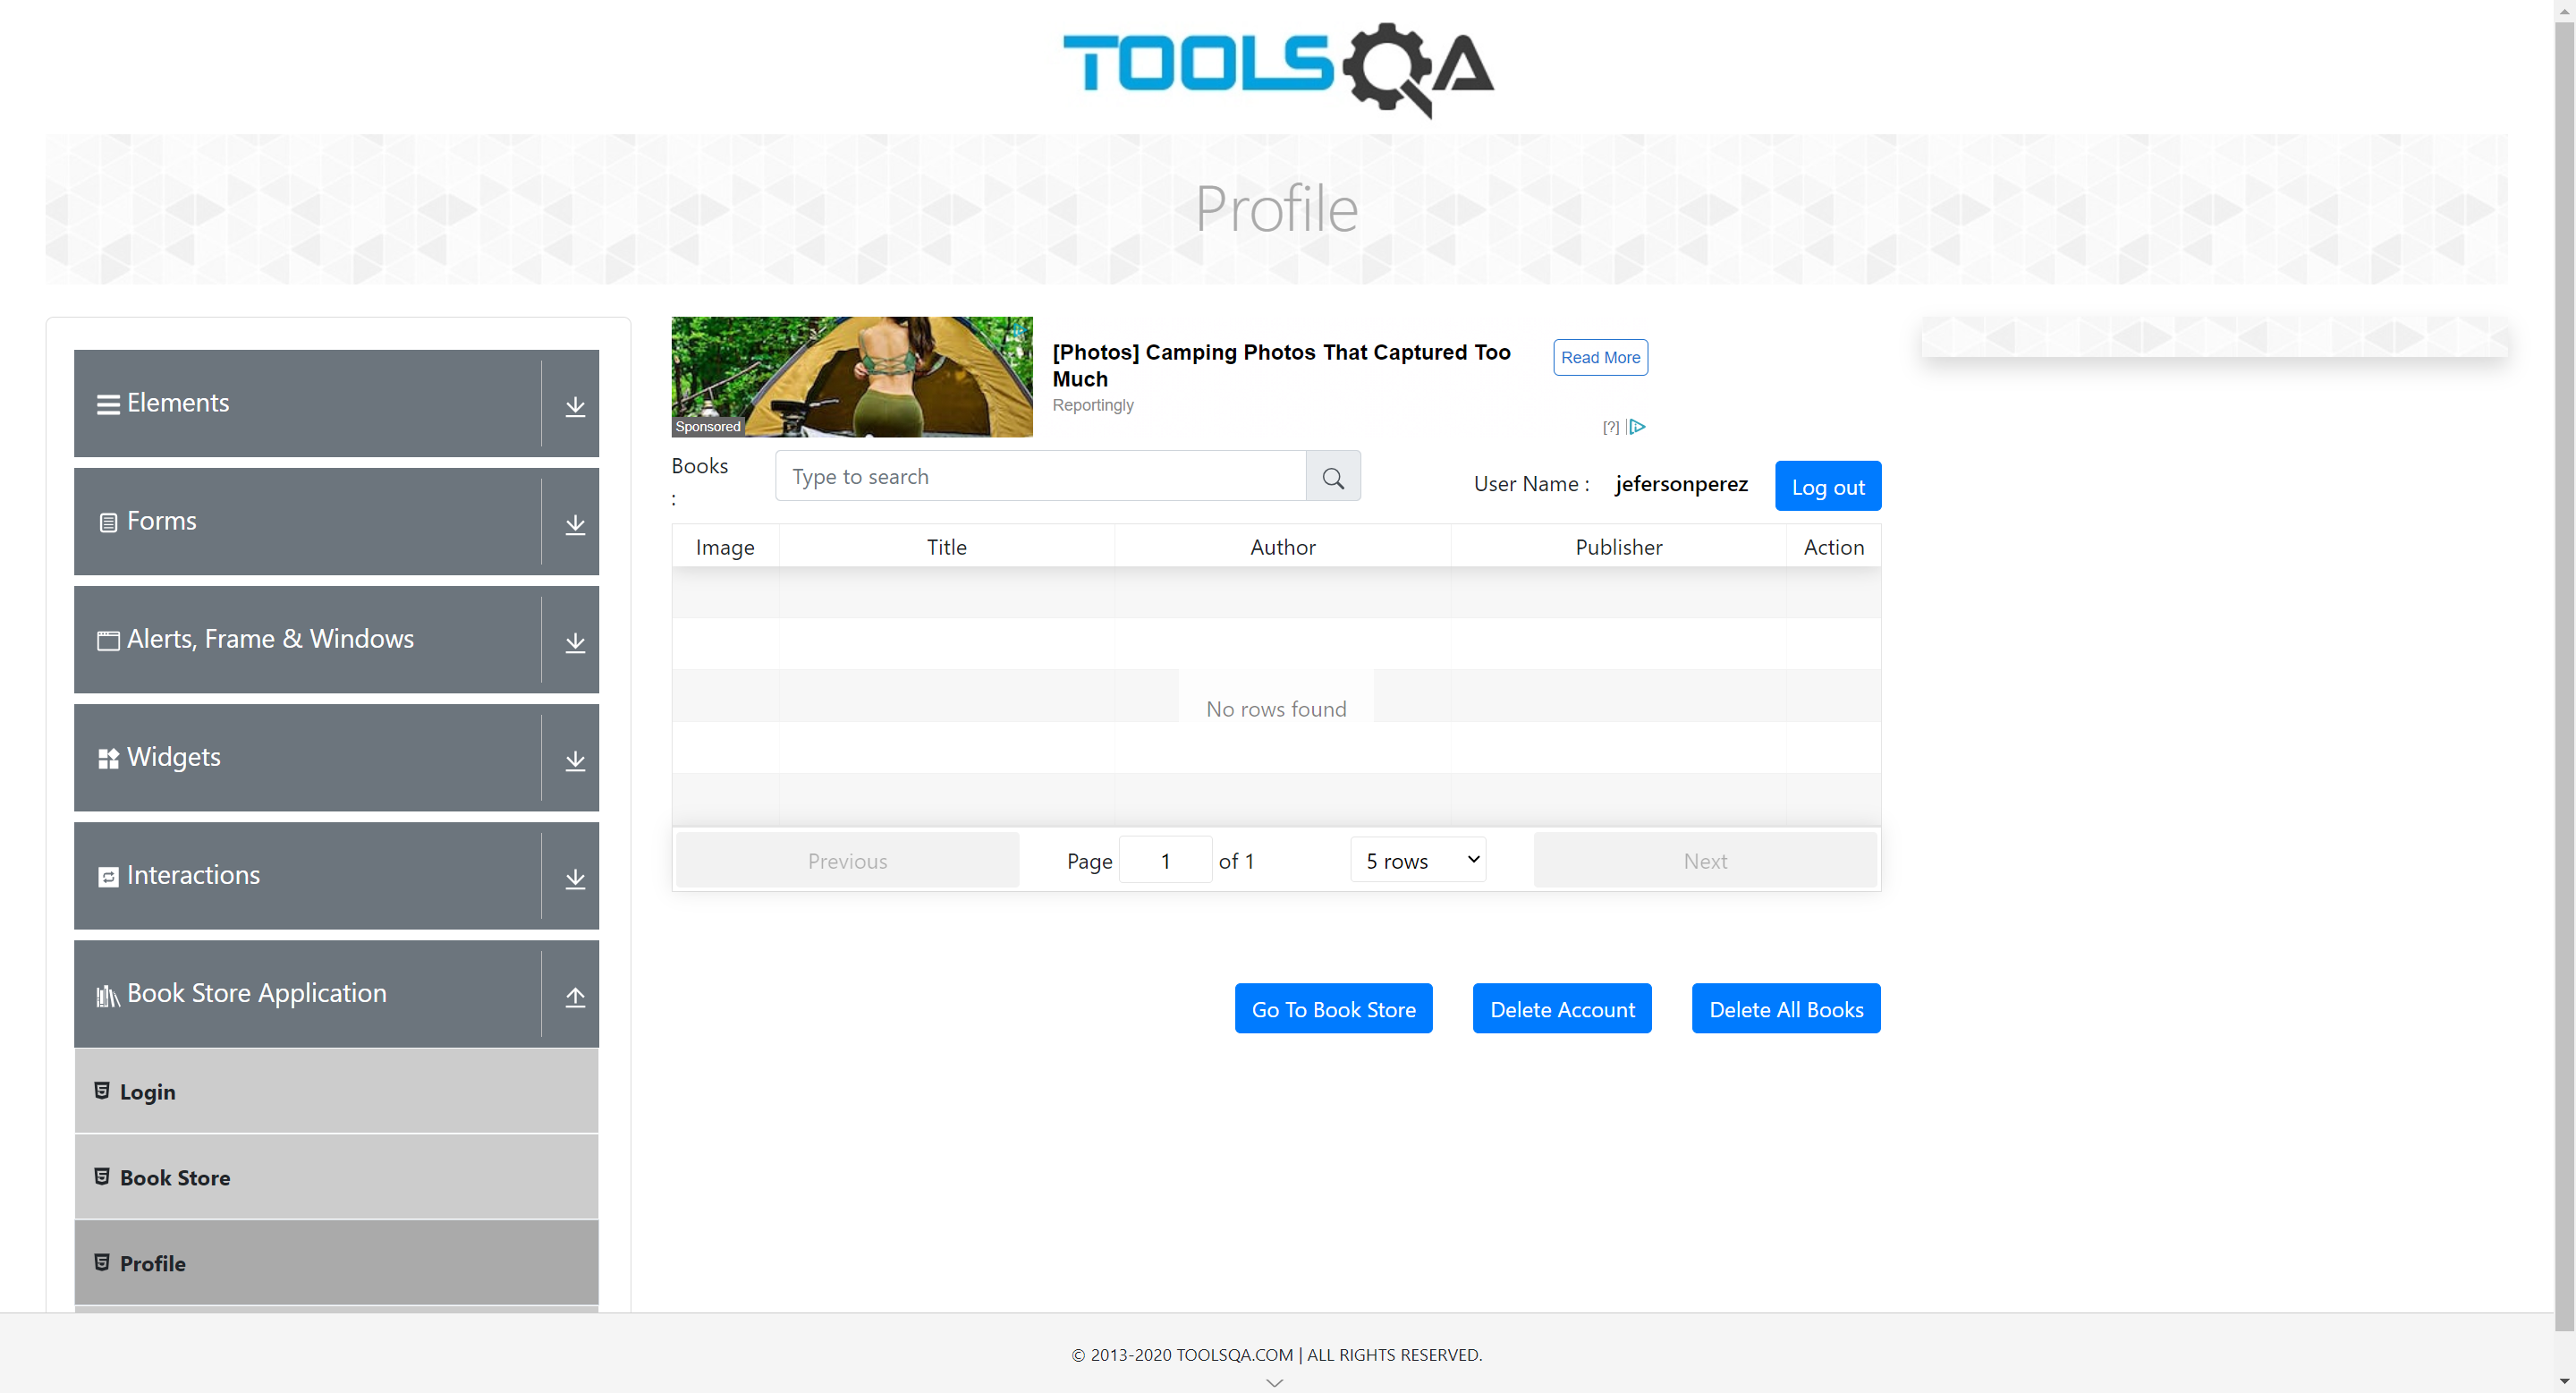 TOOLSQA
Profile
Elements
Forms
Alerts, Frame & Windows
Widgets
Interactions
Book Store Application
Login
Book Store
Profile
Sponsored
[Photos] Camping Photos That Captured Too
Much
Reportingly
Read More
[?]
Books
:
Type to search
User Name :
jefersonperez
Log out
Image Title Author Publisher Action
No rows found
Previous
Page 1 of 1
5 rows
Next
Go To Book Store
Delete Account
Delete All Books
© 2013-2020 TOOLSQA.COM | ALL RIGHTS RESERVED.